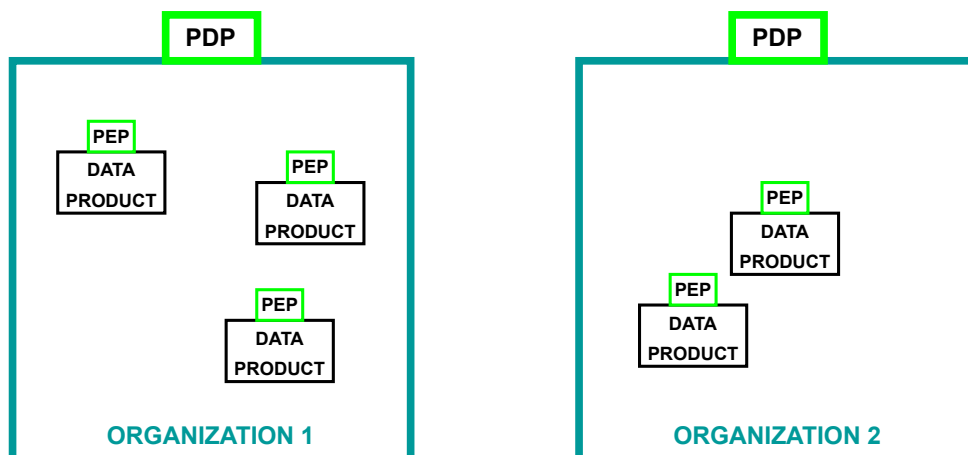 PDP
PEP
DATA
PRODUCT
PEP
DATA
PRODUCT
PEP
DATA
PRODUCT
ORGANIZATION 1
PDP
PEP
DATA
PRODUCT
PEP
DATA
PRODUCT
ORGANIZATION 2